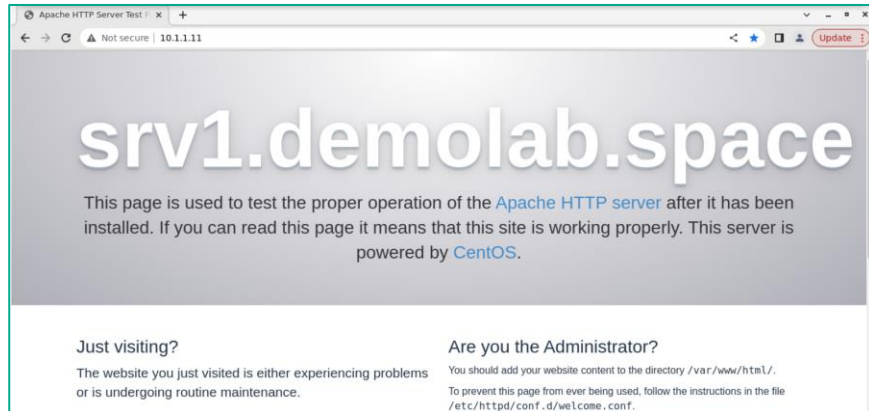 Apache HTTP Server Test P
Not secure | 10.1.1.11
Update
srv1.demolab.space
This page is used to test the proper operation of the Apache HTTP server after it has been
installed. If you can read this page it means that this site is working properly. This server is
powered by CentOS.
Just visiting?
The website you just visited is either experiencing problems
or is undergoing routine maintenance.
Are you the Administrator?
You should add your website content to the directory /var/www/html/.
To prevent this page from ever being used, follow the instructions in the file
/etc/httpd/conf.d/welcome.conf.